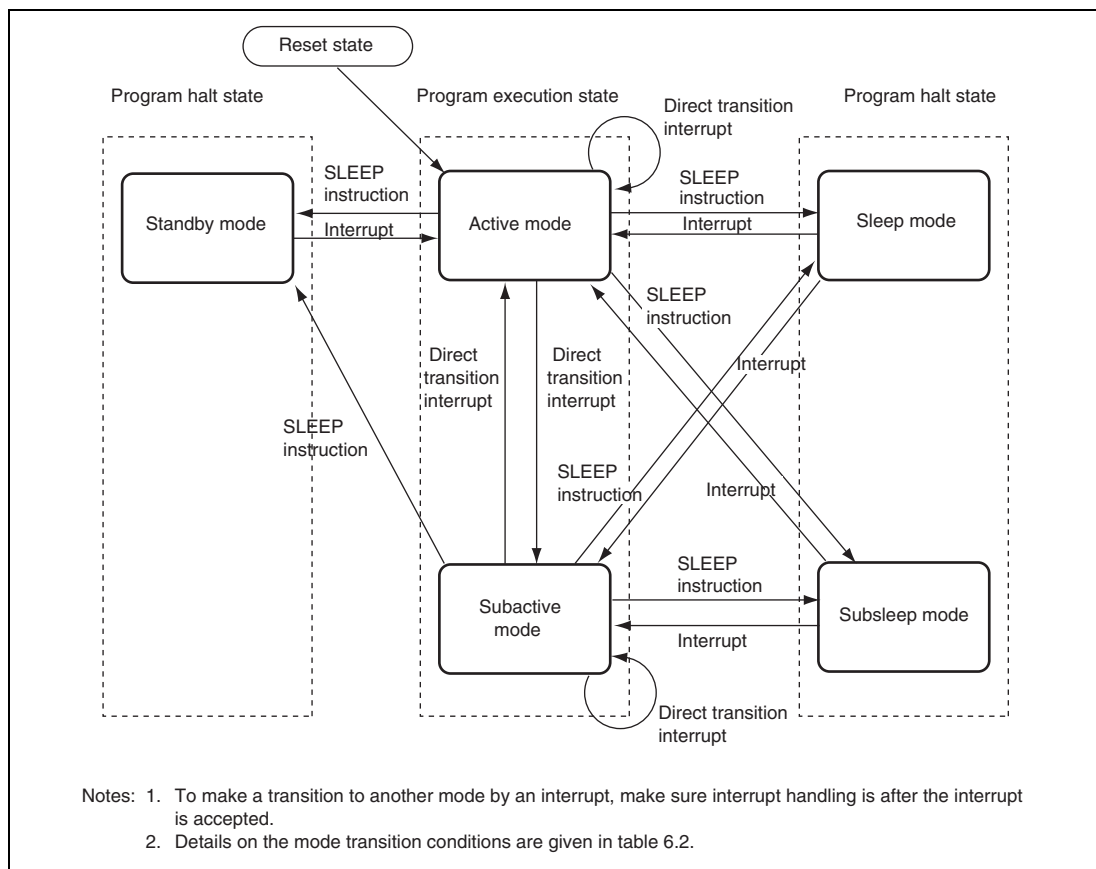 Reset state
Program halt state
Program execution state
Program halt state
Direct transition
interrupt
SLEEP
instruction
SLEEP
instruction
Standby mode
Active mode
Sleep mode
Interrupt
Interrupt
SLEEP
instruction
Direct
transition
interrupt
Direct
transition
interrupt
Interrupt
SLEEP
instruction
SLEEP
instruction
Interrupt
SLEEP
instruction
Subactive
mode
Subsleep mode
Interrupt
Direct transition
interrupt
Notes: 1. To make a transition to another mode by an interrupt, make sure interrupt handling is after the interrupt
is accepted.
2. Details on the mode transition conditions are given in table 6.2.